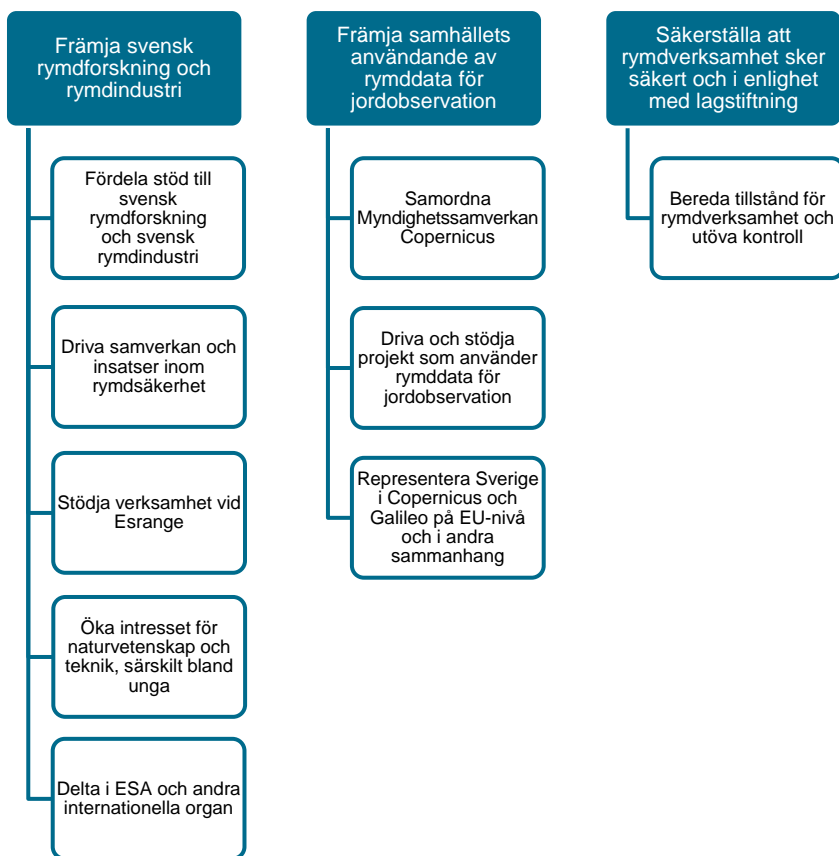 Främja svensk
rymdforskning och
rymdindustri
Fördela stöd till
svensk
rymdforskning
och svensk
rymdindustri
Driva samverkan och
insatser inom
rymdsäkerhet
Stödja verksamhet vid
Esrange
Öka intresset för
naturvetenskap och
teknik, särskilt bland
unga
Delta i ESA och andra
internationella organ
Främja samhällets
användande av
rymddata för
jordobservation
Samordna
Myndighetssamverkan
Copernicus
Driva och stödja
projekt som använder
rymddata för
jordobservation
Representera Sverige
i Copernicus och
Galileo på EU-nivå
och i andra
sammanhang
Säkerställa att
rymdverksamhet sker
säkert och i enlighet
med lagstiftning
Bereda tillstånd för
rymdverksamhet och
utöva kontroll